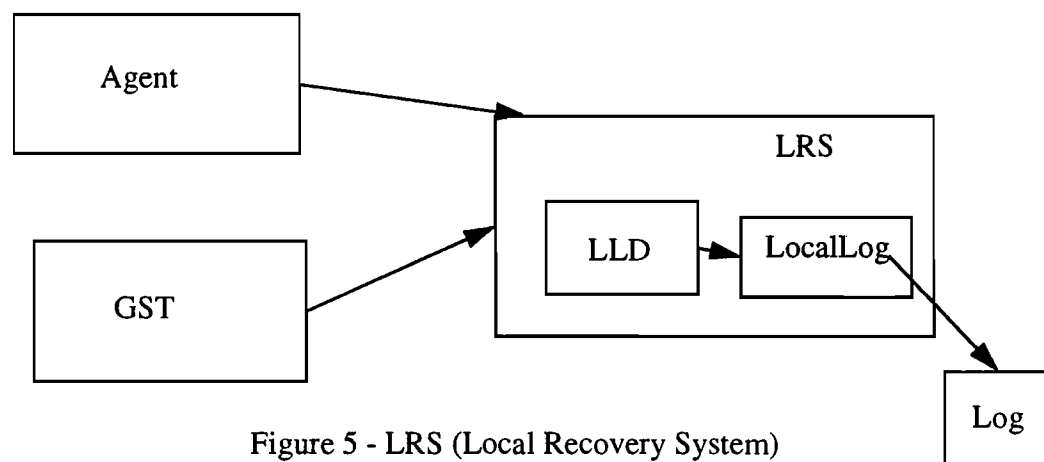 Agent
LRS
LLD
LocalLog
GST
Log
Figure 5 - LRS (Local Recovery System)